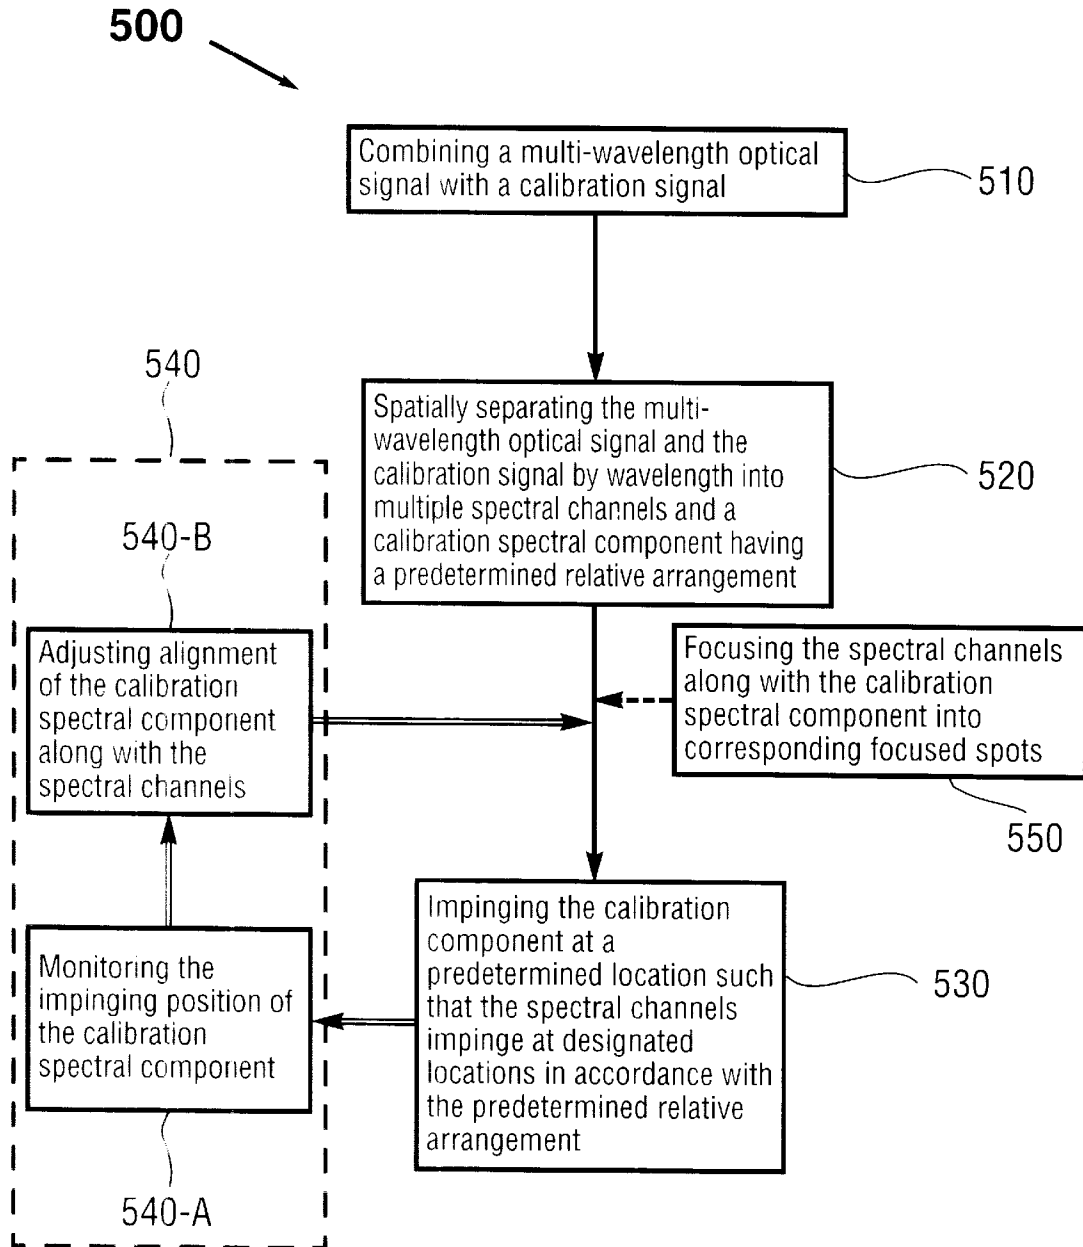 500
Combining a multi-wavelength optical
signal with a calibration signal
510
Spatially separating the multi-
wavelength optical signal and the
calibration signal by wavelength into
multiple spectral channels and a
calibration spectral component having
a predetermined relative arrangement
520
540
540-B
Adjusting alignment
of the calibration
spectral component
along with the
spectral channels
Focusing the spectral channels
along with the calibration
spectral component into
corresponding focused spots
550
Impinging the calibration
component at a
predetermined location such
that the spectral channels
impinge at designated
locations in accordance with
the predetermined relative
arrangement
530
Monitoring the
impinging position of
the calibration
spectral component
540-A